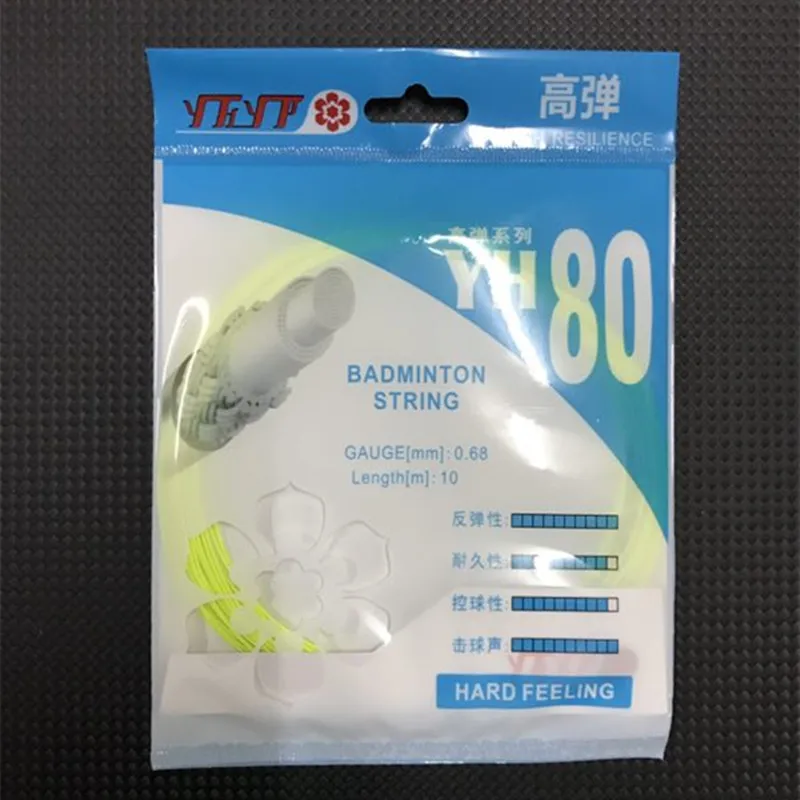 高弹
RESILIENCE
高弹系列
YH80
BADMINTON
STRING
GAUGE[mm]:0.68
Length[m]:10
反弹性:
耐久性:
控球性:
击球声:
HARD FEELING